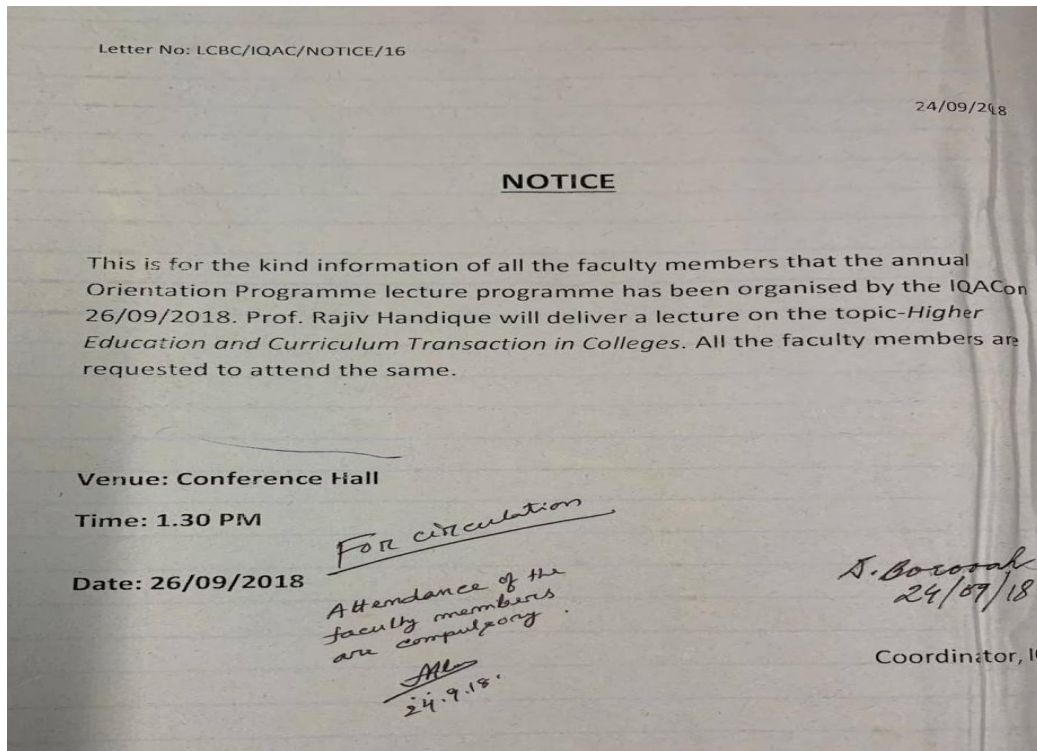 Letter No: LCBC/IQAC/NOTICE/16
24/09/2018
NOTICE
This is for the kind information of all the faculty members that the annual
Orientation Programme lecture programme has been organised by the IQACon
26/09/2018. Prof. Rajiv Handique will deliver a lecture on the topic-Higher
Education and Curriculum Transaction in Colleges. All the faculty members are
requested to attend the same.
Venue: Conference Hall
Time: 1.30 PM
Date: 26/09/2018
For circulation
Attendance of the
faculty members
are compulsory.
24.9.18.
Borooah
24/09/18
Coordinator,